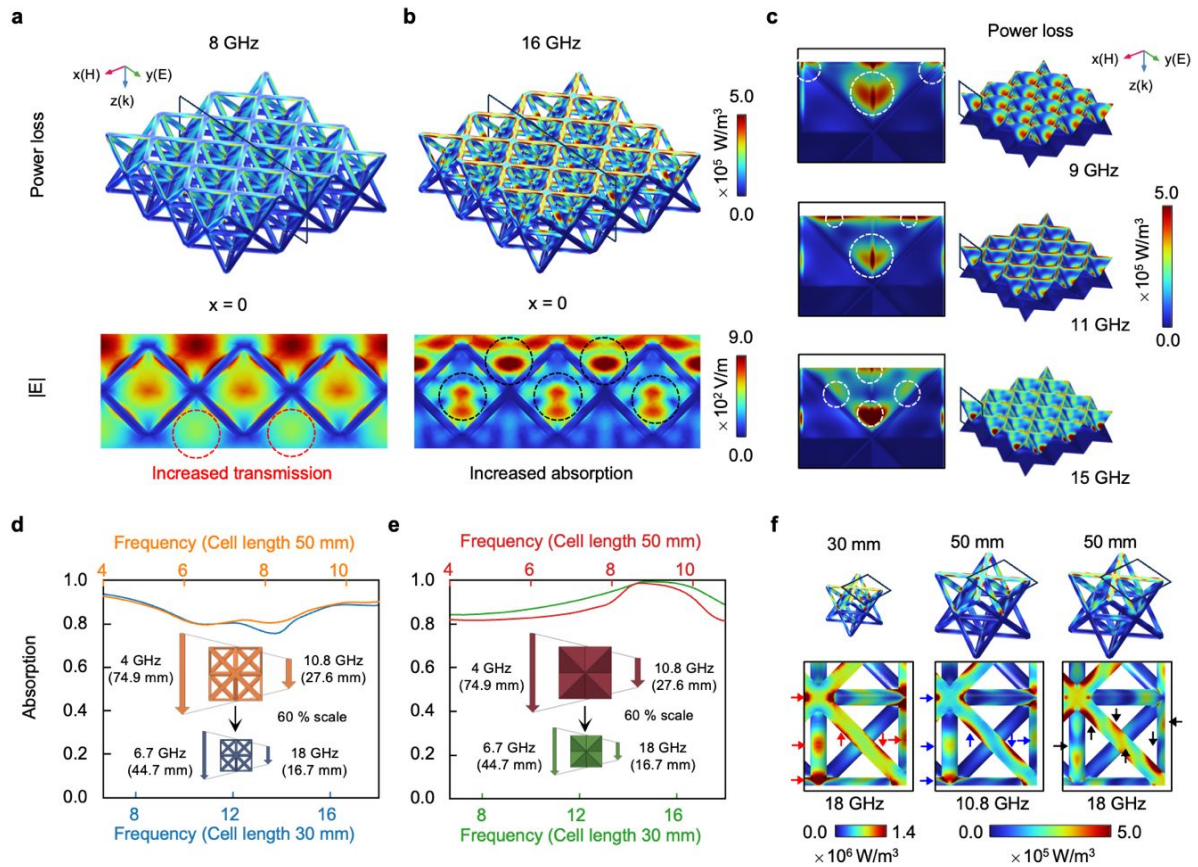 a
8 GHz
x(H)
y(E)
z(k)
Power loss
x = 0
|E|
Increased transmission
b
16 GHz
5.0
× 10⁵ W/m³
0.0
x = 0
9.0
× 10² V/m
0.0
Increased absorption
c
Power loss
x(H)
y(E)
z(k)
9 GHz
11 GHz
15 GHz
5.0
× 10⁵ W/m³
0.0
d
Frequency (Cell length 50 mm)
4 6 8 10
Absorption
1.0
0.8
0.6
0.4
0.2
0.0
4 GHz
(74.9 mm)
10.8 GHz
(27.6 mm)
60 % scale
6.7 GHz
(44.7 mm)
18 GHz
(16.7 mm)
8 12 16
Frequency (Cell length 30 mm)
e
Frequency (Cell length 50 mm)
4 6 8 10
1.0
0.8
0.6
0.4
0.2
0.0
4 GHz
(74.9 mm)
10.8 GHz
(27.6 mm)
60 % scale
6.7 GHz
(44.7 mm)
18 GHz
(16.7 mm)
8 12 16
Frequency (Cell length 30 mm)
f
30 mm
50 mm
50 mm
18 GHz
10.8 GHz
18 GHz
0.0 1.4
× 10⁶ W/m³
0.0 5.0
× 10⁵ W/m³